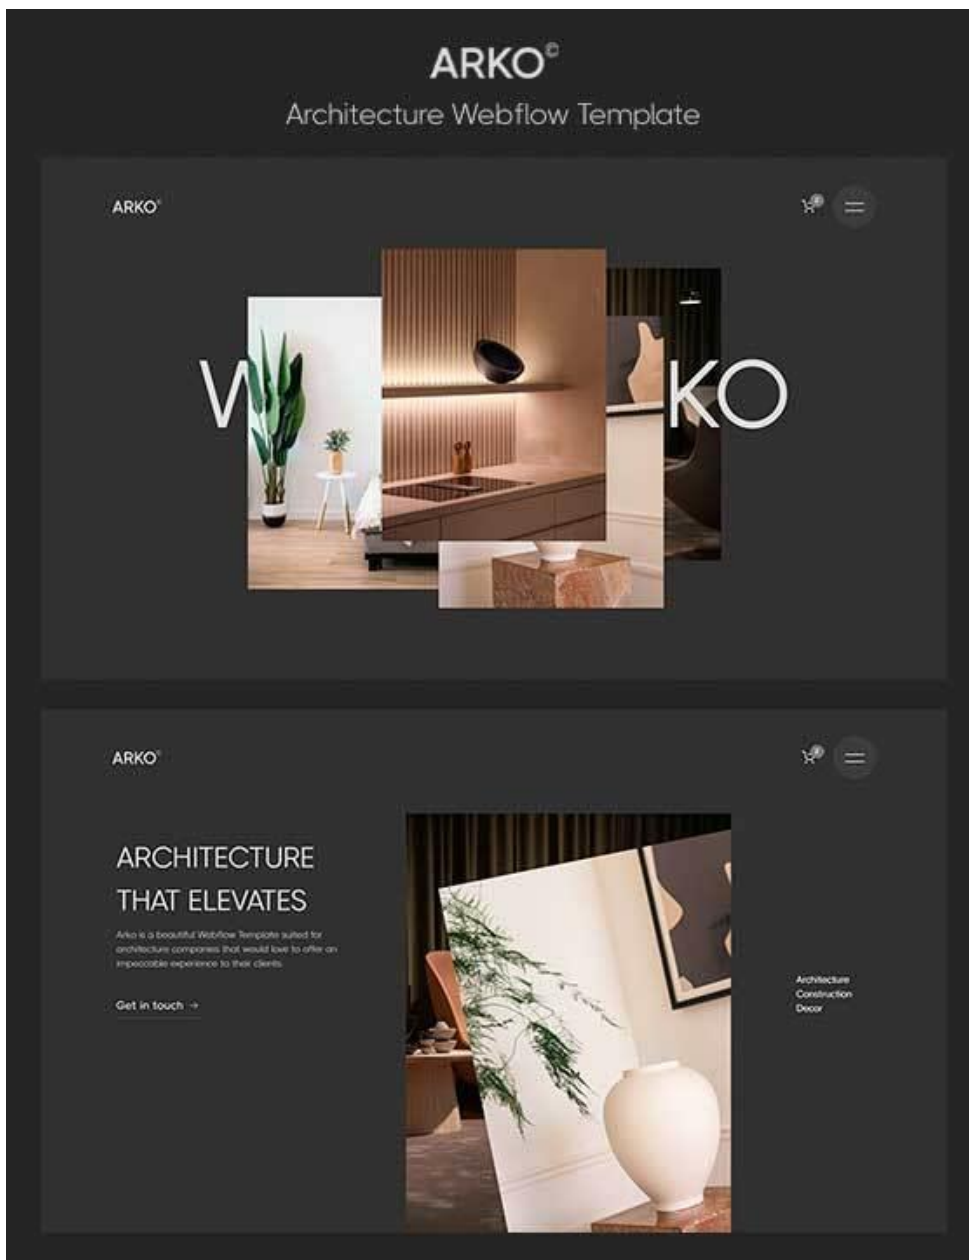 ARKO©
Architecture Webflow Template
ARKO©
W KO
ARKO©
ARCHITECTURE
THAT ELEVATES
Arko is a beautiful Webflow Template suited for
architecture companies that would love to offer an
impeccable experience to their clients.
Get in touch →
Architecture
Construction
Decor